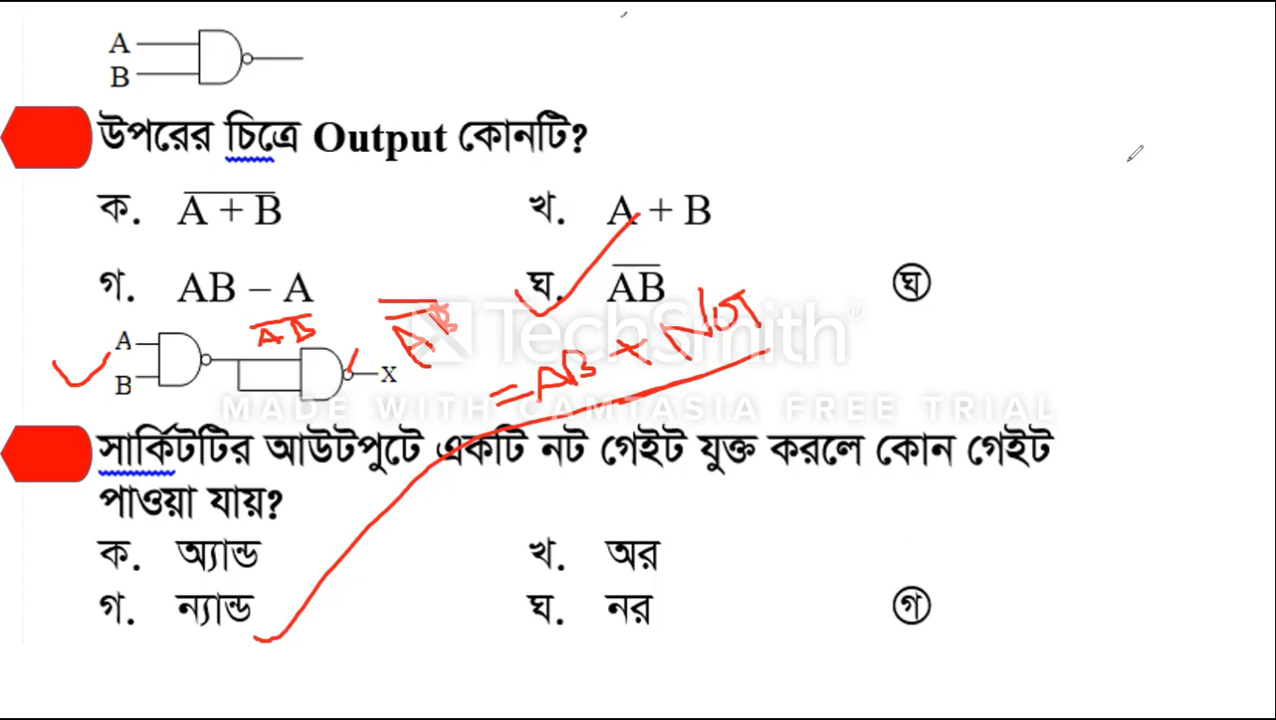 A
B
উপরের চিত্রে Output কোনটি?
ক. A + B খ. A + B
গ. AB – A ঘ. AB ঘ
A B AB AB
X
= AB × NOT
TechSmith®
MADE WITH CAMTASIA FREE TRIAL
সার্কিটটির আউটপুটে একটি নট গেইট যুক্ত করলে কোন গেইট
পাওয়া যায়?
ক. অ্যান্ড খ. অর
গ. ন্যান্ড ঘ. নর গ